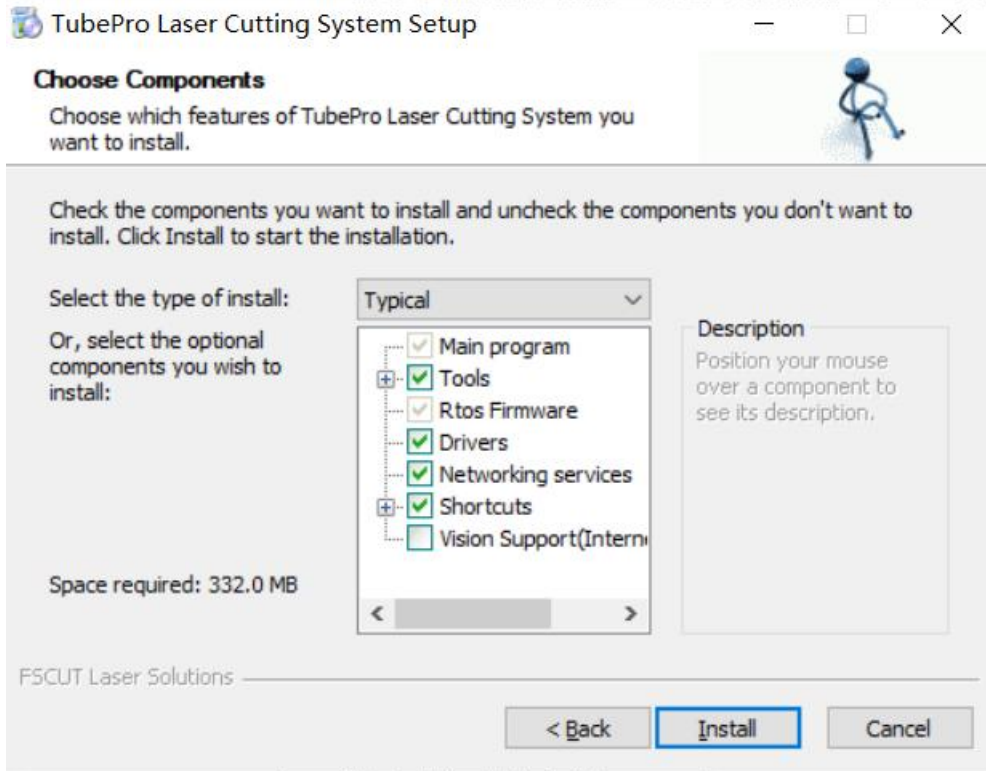 TubePro Laser Cutting System Setup
Choose Components
Choose which features of TubePro Laser Cutting System you
want to install.
Check the components you want to install and uncheck the components you don't want to
install. Click Install to start the installation.
Select the type of install:
Typical
Or, select the optional
components you wish to
install:
Main program
Tools
Rtos Firmware
Drivers
Networking services
Shortcuts
Vision Support(Intern
Description
Position your mouse
over a component to
see its description.
Space required: 332.0 MB
FSCUT Laser Solutions
< Back
Install
Cancel